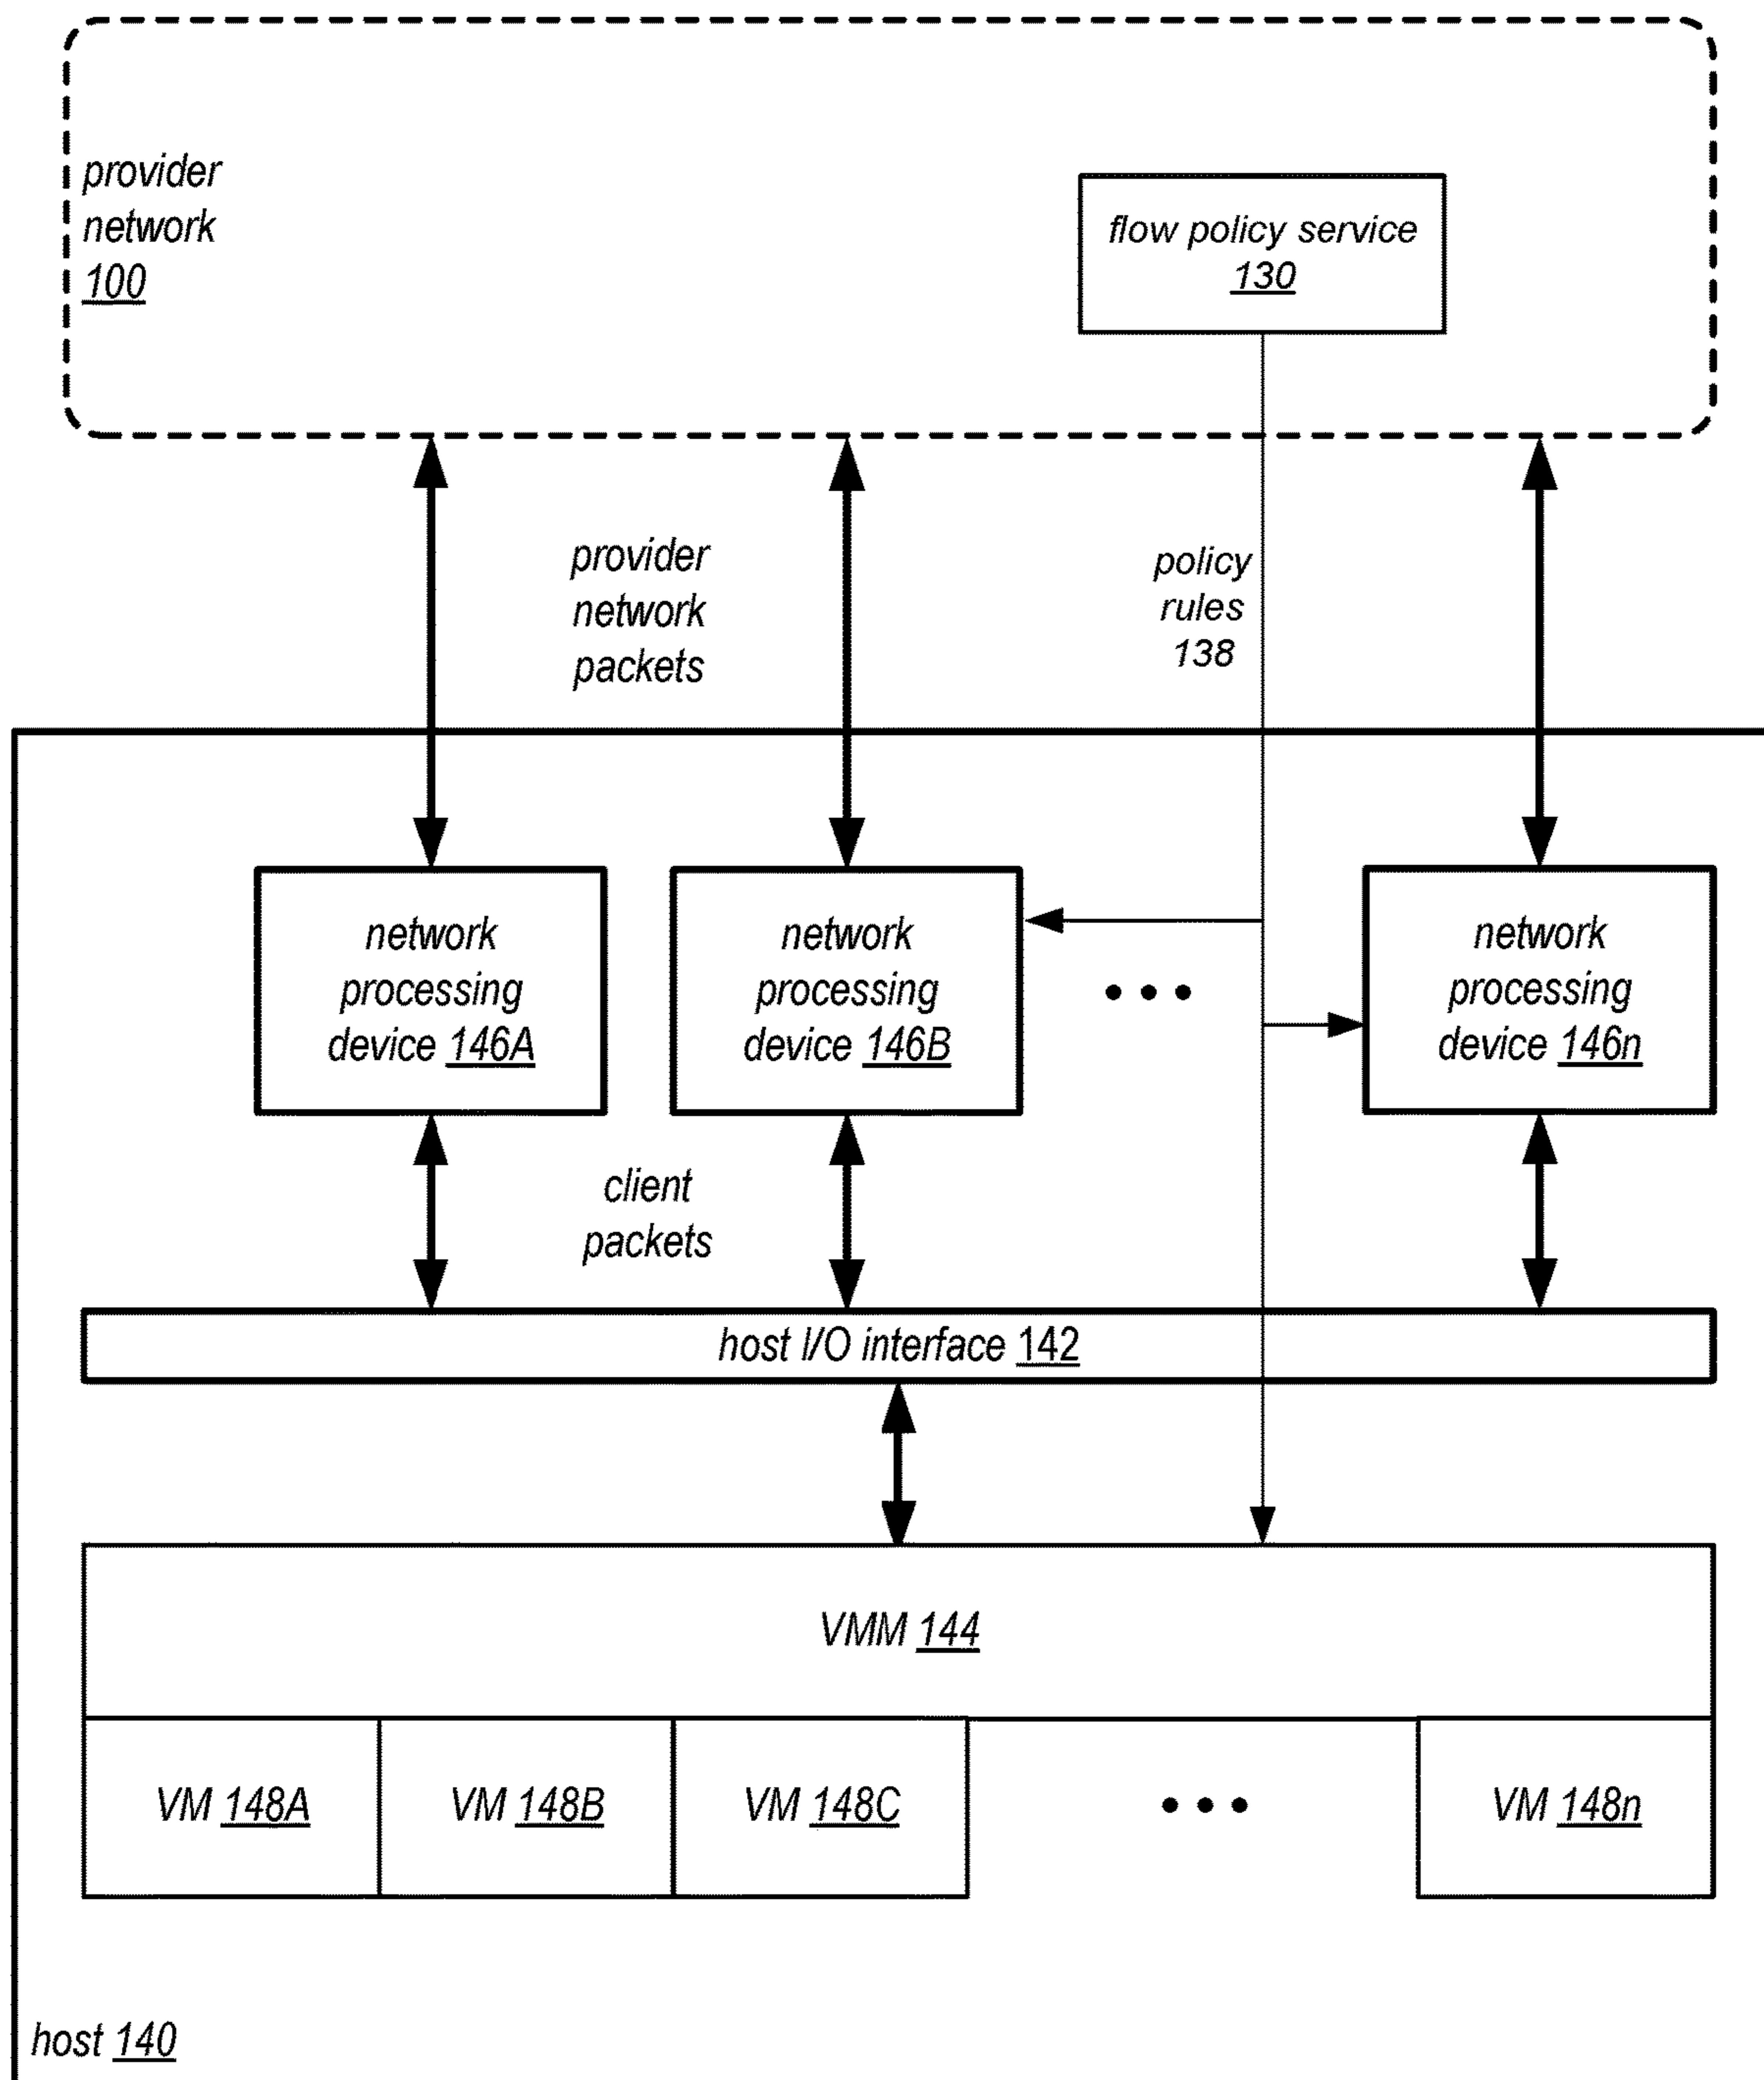 provider
network
100
flow policy service
130
provider
network
packets
policy
rules
138
network
processing
device 146A
network
processing
device 146B
network
processing
device 146n
client
packets
host I/O interface 142
VMM 144
VM 148A
VM 148B
VM 148C
VM 148n
host 140